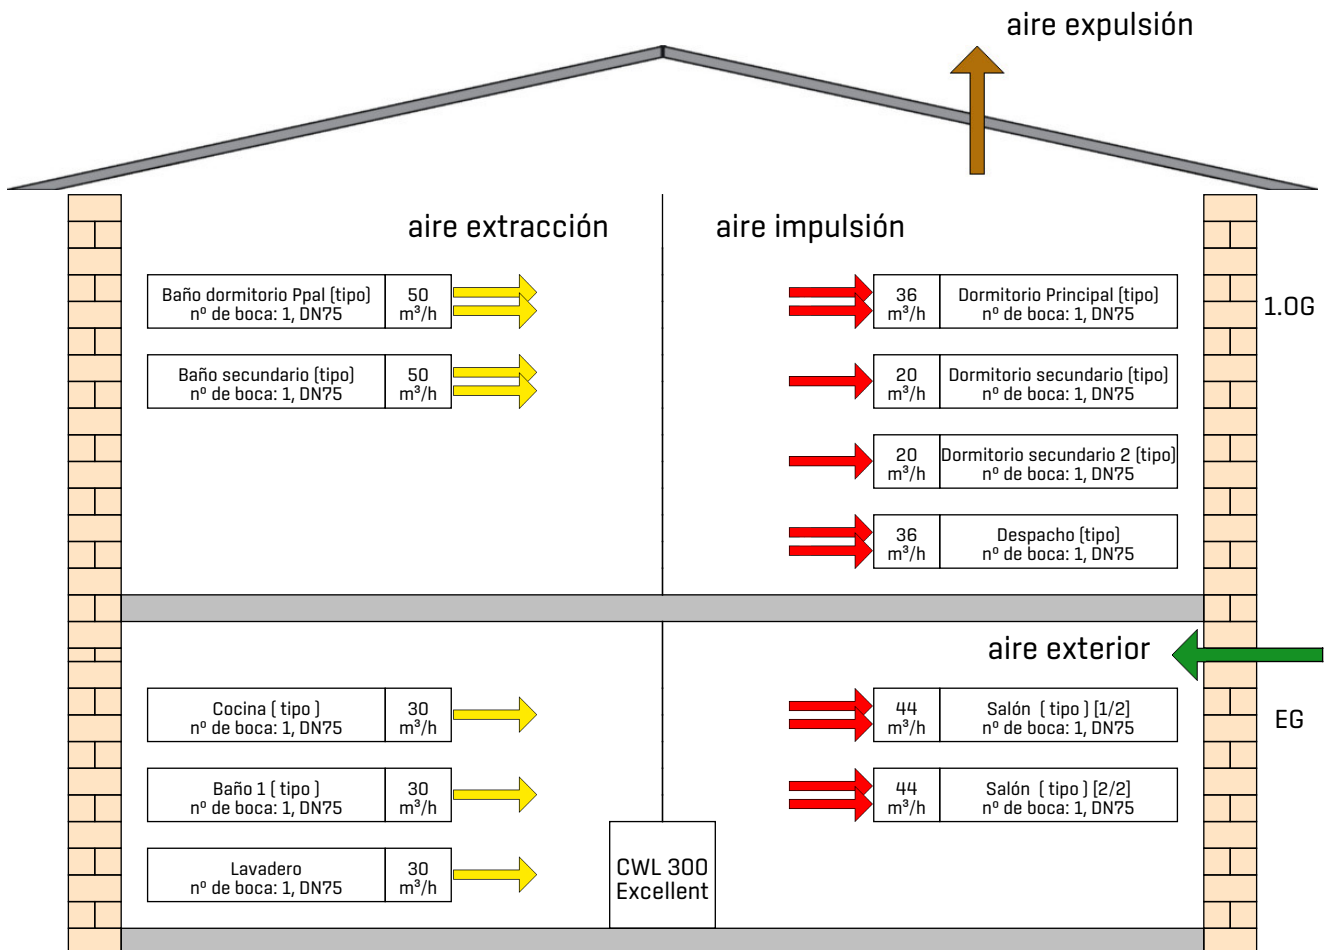 aire expulsión
aire extracción
aire impulsión
Baño dormitorio Ppal (tipo)
nº de boca: 1, DN75
50
m³/h
36
m³/h
Dormitorio Principal (tipo)
nº de boca: 1, DN75
1.OG
Baño secundario (tipo)
nº de boca: 1, DN75
50
m³/h
20
m³/h
Dormitorio secundario (tipo)
nº de boca: 1, DN75
20
m³/h
Dormitorio secundario 2 (tipo)
nº de boca: 1, DN75
36
m³/h
Despacho (tipo)
nº de boca: 1, DN75
aire exterior
Cocina ( tipo )
nº de boca: 1, DN75
30
m³/h
44
m³/h
Salón ( tipo ) [1/2]
nº de boca: 1, DN75
EG
Baño 1 ( tipo )
nº de boca: 1, DN75
30
m³/h
44
m³/h
Salón ( tipo ) [2/2]
nº de boca: 1, DN75
Lavadero
nº de boca: 1, DN75
30
m³/h
CWL 300
Excellent